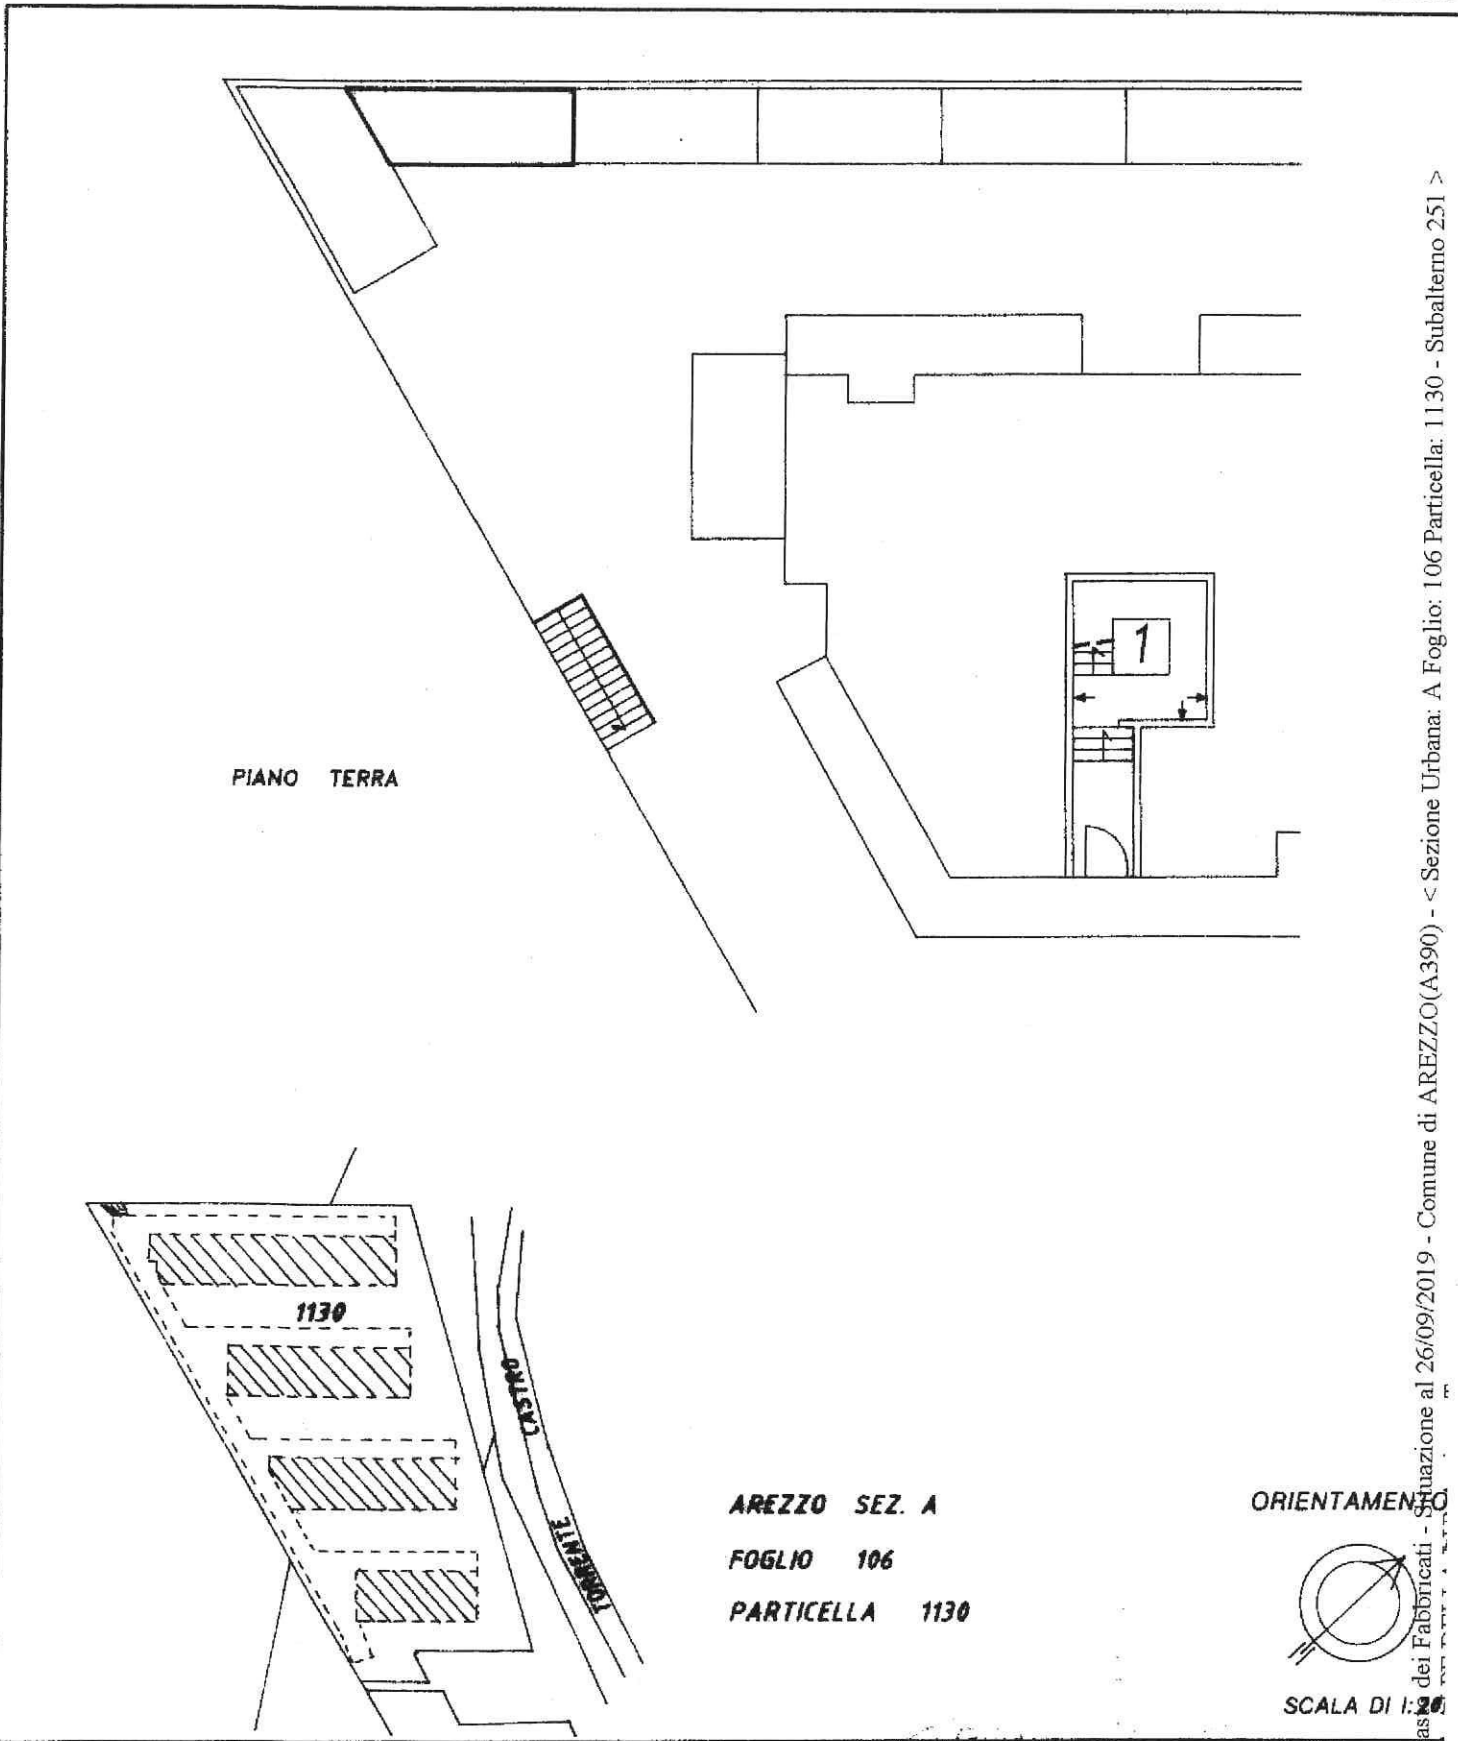 PIANO TERRA
1
1130
CASTRO
TORRENTE
AREZZO SEZ. A
FOGLIO 106
PARTICELLA 1130
ORIENTAMENTO
SCALA DI 1:
dei Fabbricati - Situazione al 26/09/2019 - Comune di AREZZO(A390) - < Sezione Urbana: A Foglio: 106 Particella: 1130 - Subalterno 251 >